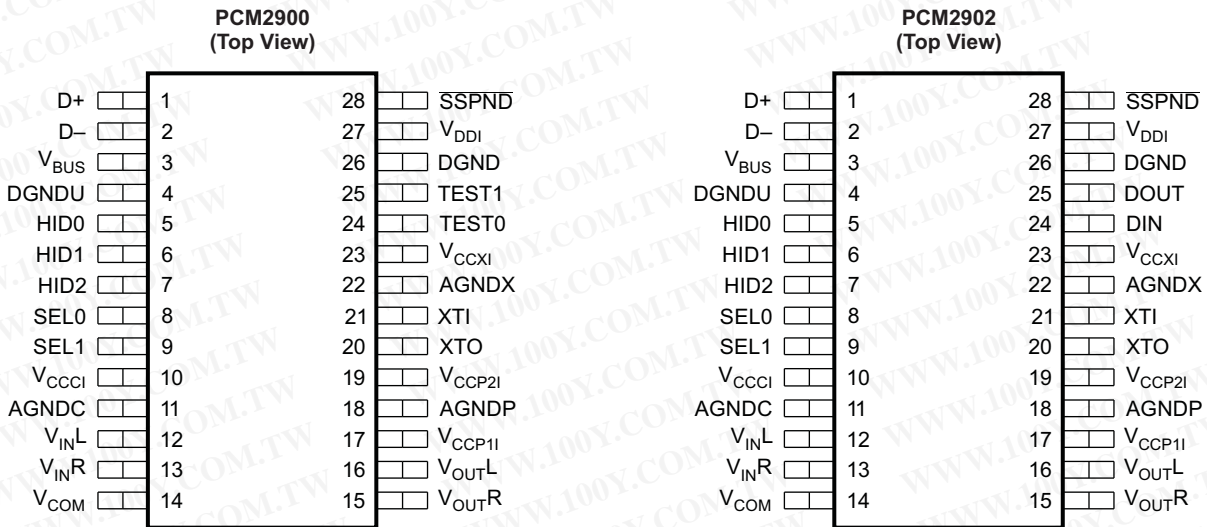 PCM2900
(Top View)
D+ 1 28 SSPND
D– 2 27 VDDI
VBUS 3 26 DGND
DGNDU 4 25 TEST1
HID0 5 24 TEST0
HID1 6 23 VCCXI
HID2 7 22 AGNDX
SEL0 8 21 XTI
SEL1 9 20 XTO
VCCCI 10 19 VCCP2I
AGNDC 11 18 AGNDP
VINL 12 17 VCCP1I
VINR 13 16 VOUTL
VCOM 14 15 VOUTR
PCM2902
(Top View)
D+ 1 28 SSPND
D– 2 27 VDDI
VBUS 3 26 DGND
DGNDU 4 25 DOUT
HID0 5 24 DIN
HID1 6 23 VCCXI
HID2 7 22 AGNDX
SEL0 8 21 XTI
SEL1 9 20 XTO
VCCCI 10 19 VCCP2I
AGNDC 11 18 AGNDP
VINL 12 17 VCCP1I
VINR 13 16 VOUTL
VCOM 14 15 VOUTR
WWW.100Y.COM.TW